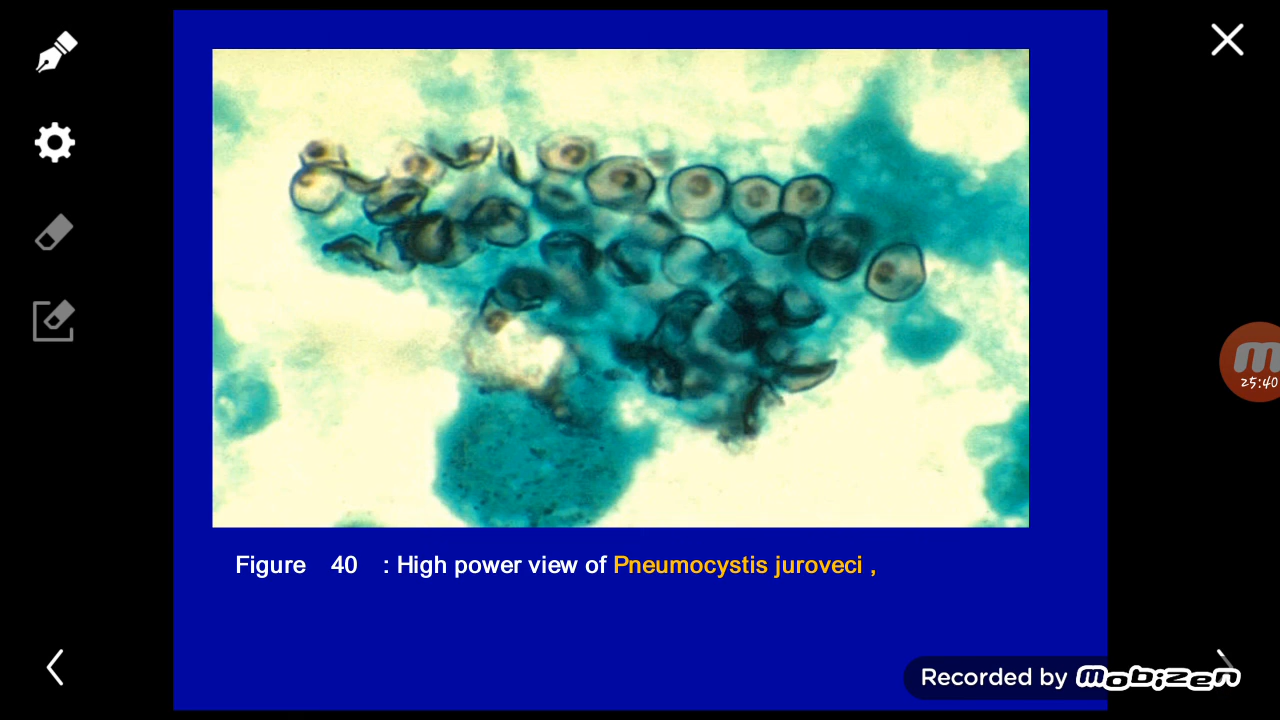 25:40
Figure 40 : High power view of Pneumocystis juroveci ,
Recorded by mobizen